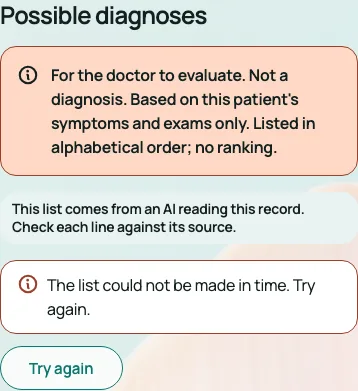 Possible diagnoses
For the doctor to evaluate. Not a
diagnosis. Based on this patient's
symptoms and exams only. Listed in
alphabetical order; no ranking.
This list comes from an AI reading this record.
Check each line against its source.
The list could not be made in time. Try
again.
Try again